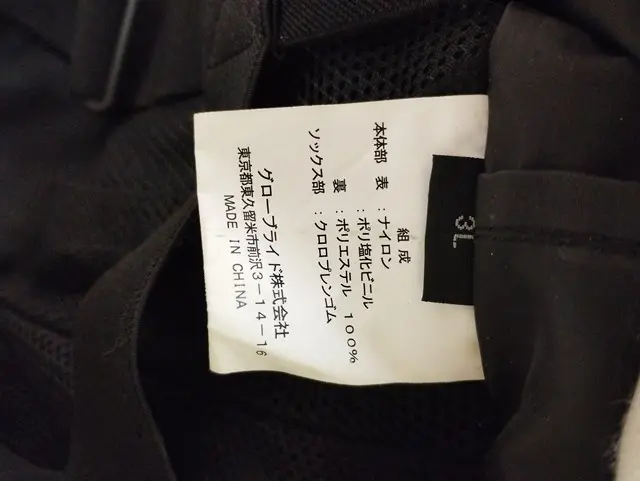 3L
組成
本体部 表 : ナイロン
: ポリ塩化ビニル
裏 : ポリエステル 100%
ソックス部 : クロロプレンゴム
グローブライド株式会社
東京都東久留米市前沢3-14-16
MADE IN CHINA